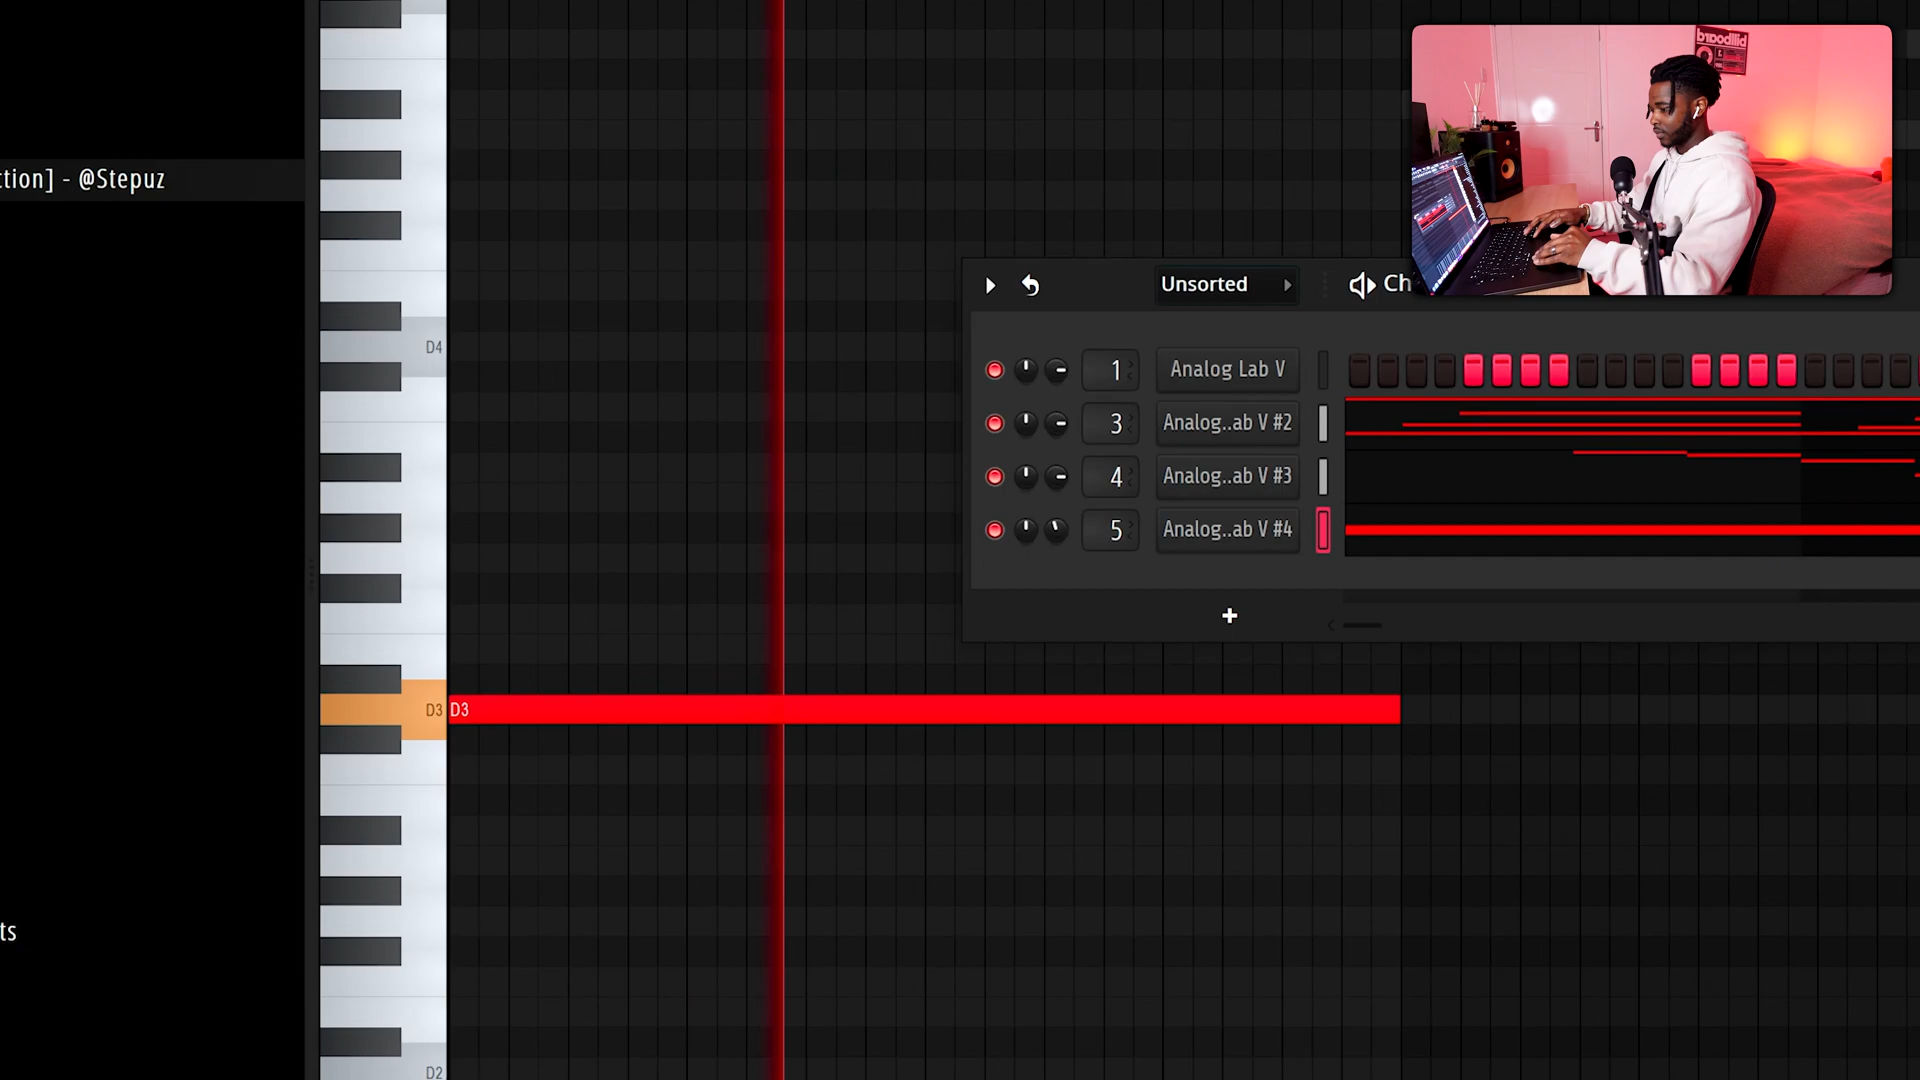 ction] - @Stepuz
ts
D4
D3
D3
D2
Unsorted
Ch
1
Analog Lab V
3
Analog..ab V #2
4
Analog..ab V #3
5
Analog..ab V #4
+